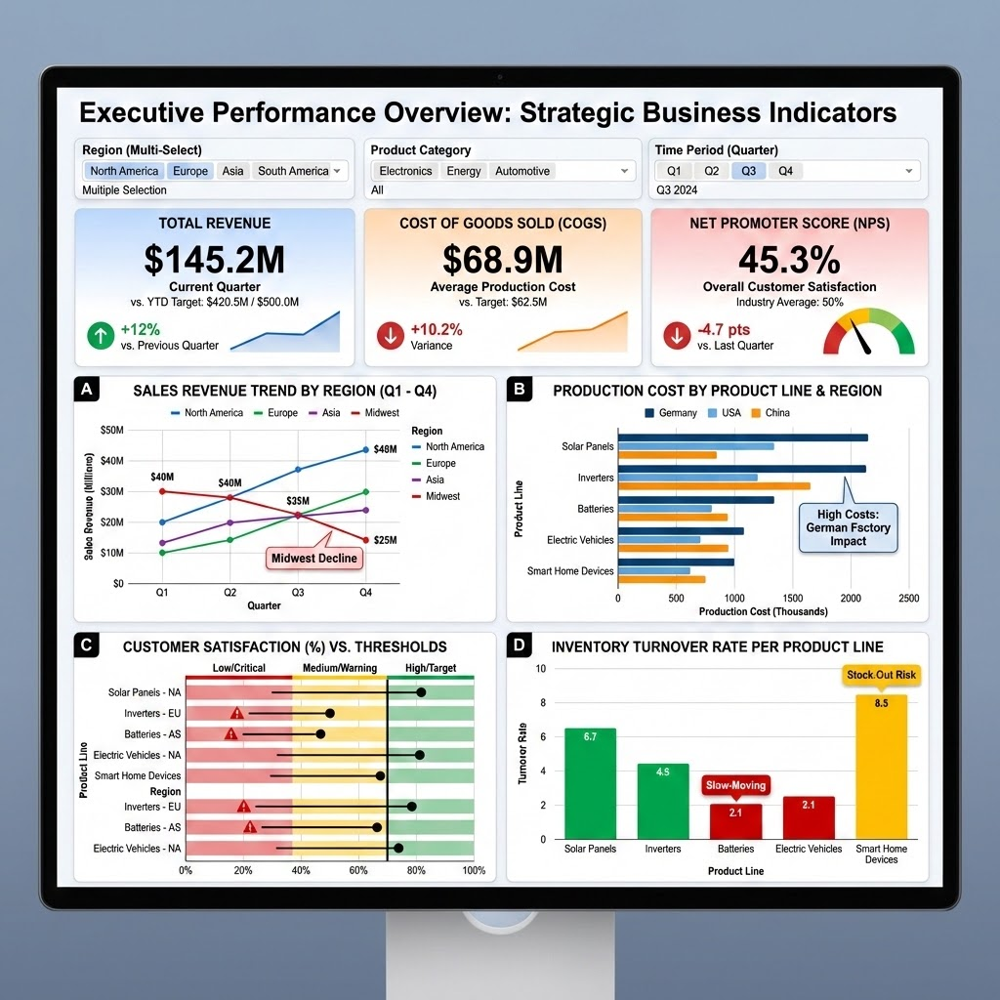 Executive Performance Overview: Strategic Business Indicators
Region (Multi-Select)
North America Europe Asia South America
Muitiple Selection
Product Category
Electronics Energy Automotive
All
Time Period (Quarter)
Q1 Q2 Q3 Q4
Q3 2024
TOTAL REVENUE
$145.2M
Current Quarter
vs. YTD Target: $420.5M / $500.0M
+12%
vs. Previous Quarter
COST OF GOODS SOLD (COGS)
$68.9M
Average Production Cost
vs. Target: $62.5M
+10.2%
Variance
NET PROMOTER SCORE (NPS)
45.3%
Overall Customer Satisfaction
Industry Average: 50%
-4.7 pts
vs. Last Quarter
A
SALES REVENUE TREND BY REGION (Q1 - Q4)
North America Europe Asia Midwest
Region
North America
Europe
Asia
Midwest
Sales Revenue (Millions)
$50M
$40M
$30M
$20M
$10M
$0
$40M
$40M
$35M
$48M
$25M
Midwest Decline
Q1 Q2 Q3 Q4
Quarter
B
PRODUCTION COST BY PRODUCT LINE & REGION
Germany USA China
Product Line
Solar Panels
Inverters
Batteries
Electric Vehicles
Smart Home Devices
High Costs:
German Fsctory
Impact
0 500 1000 1500 2000 2500
Production Cost (Thousands)
C
CUSTOMER SATISFACTION (%) VS. THRESHOLDS
Low/Critical Medium/Warning High/Target
Product Line
Solar Panels - NA
Inverters - EU
Batteries - AS
Electric Vehicles - NA
Smart Home Devices
Region
Inverters - EU
Batteries - AS
Electric Vehicles - NA
0% 20% 40% 60% 80% 100%
D
INVENTORY TURNOVER RATE PER PRODUCT LINE
Turnover Rate
10
8
6
4
2
0
6.7
4.5
Slow-Moving
2.1
2.1
Stock-Out Risk
8.5
Solar Panels Inverters Batteries Electric Vehicles Smart Home
Devices
Product Line